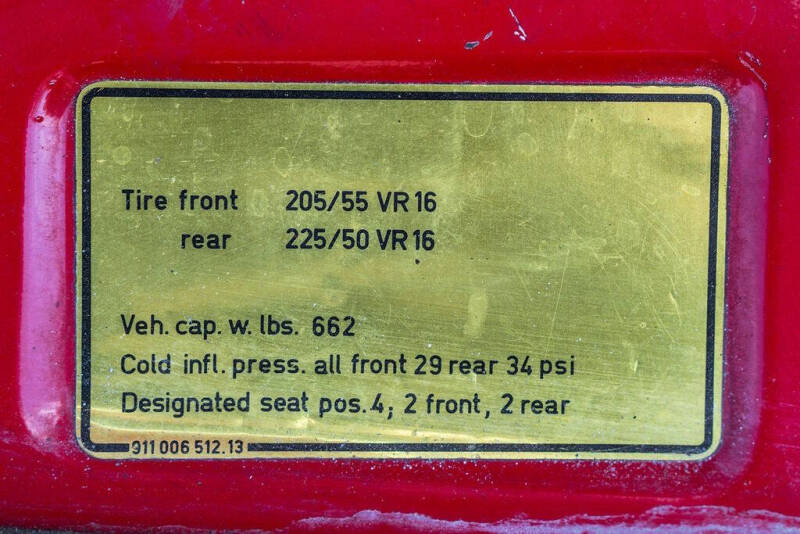 Tire front 205/55 VR 16
rear 225/50 VR 16
Veh. cap. w. lbs. 662
Cold infl. press. all front 29 rear 34 psi
Designated seat pos. 4; 2 front, 2 rear
911 006 512.13